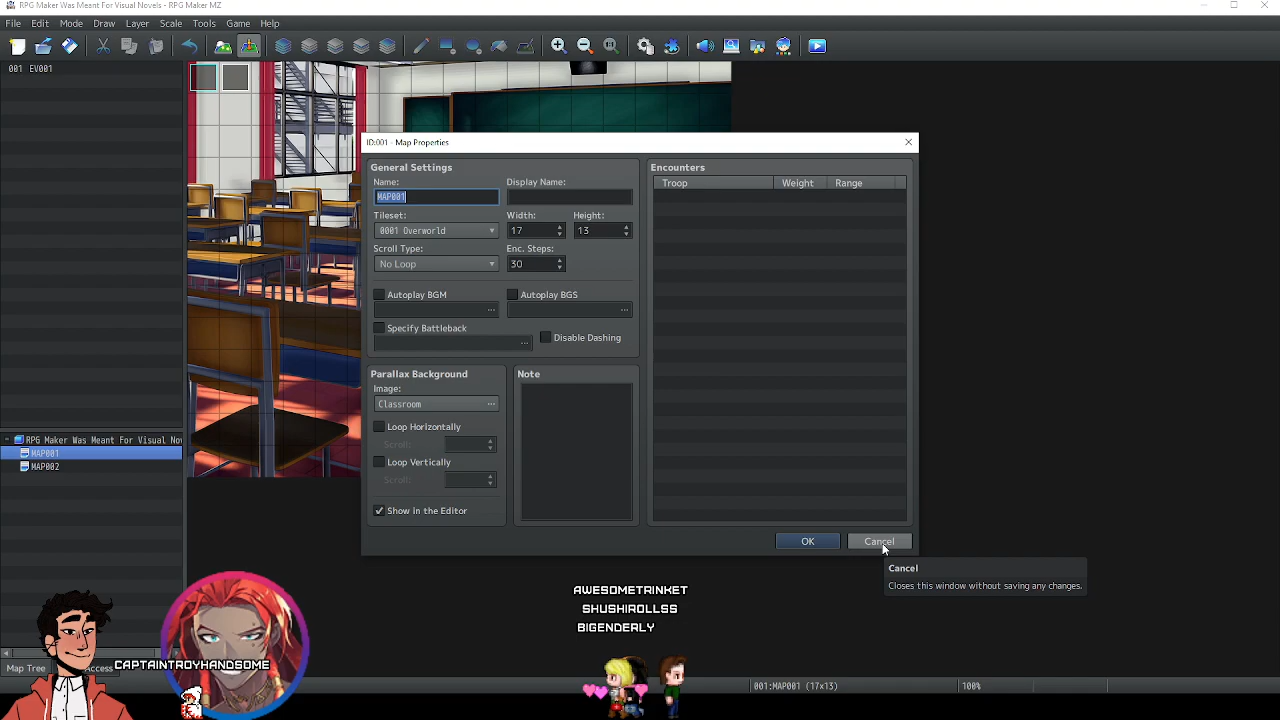 RPG Maker Was Meant For Visual Novels - RPG Maker MZ
File Edit Mode Draw Layer Scale Tools Game Help
001 EV001
ID:001 - Map Properties
General Settings
Name:
Display Name:
MAP001
Tileset:
Width:
Height:
0001 Overworld
17
13
Scroll Type:
Enc. Steps:
No Loop
30
Autoplay BGM
Autoplay BGS
...
...
Specify Battleback
Disable Dashing
...
Parallax Background
Image:
Classroom
...
Loop Horizontally
Scroll:
Loop Vertically
Scroll:
Show in the Editor
Note
Encounters
Troop
Weight
Range
OK
Cancel
Cancel
Closes this window without saving any changes.
RPG Maker Was Meant For Visual Nov
MAP001
MAP002
AWESOMETRINKET
SHUSHIROLLSS
BIGENDERLY
CAPTAINTROYHANDSOME
Map Tree
Access
001:MAP001 (17x13)
100%